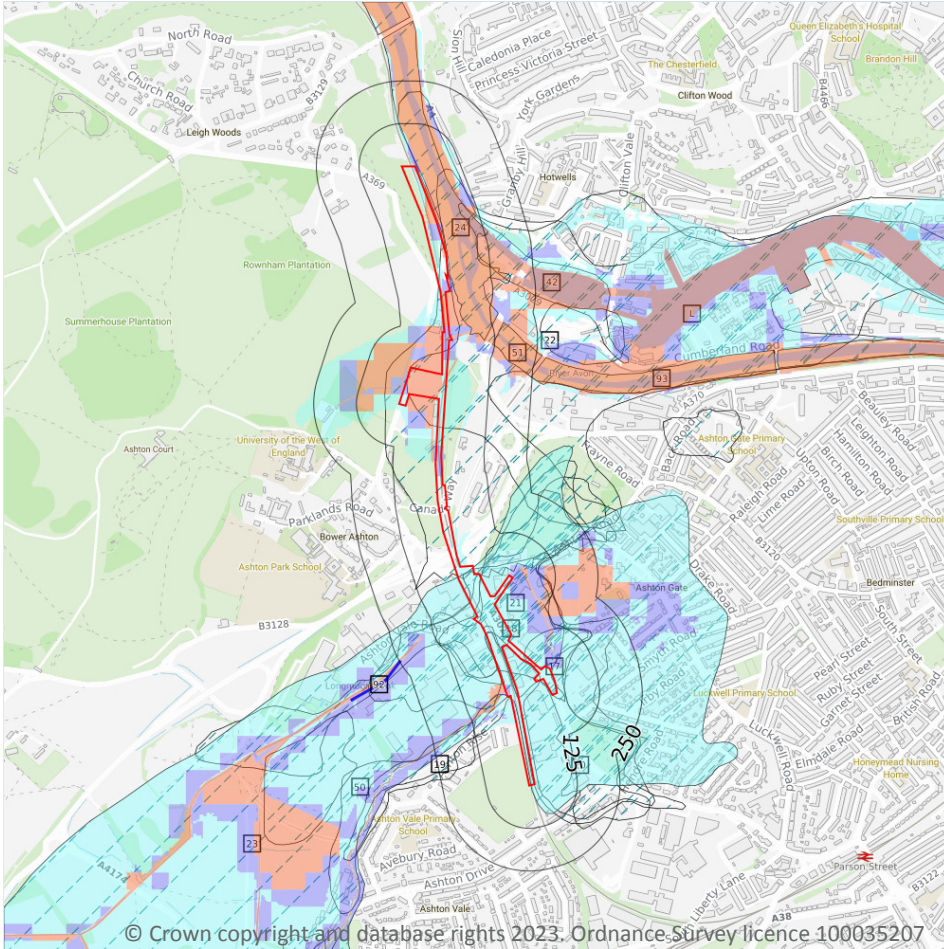 North Road
Church Road
B3129
Leigh Woods
A369
Rownham Plantation
Summerhouse Plantation
Ashton Court
University of the West of
England
Parklands Road
Bower Ashton
Ashton Park School
B3128
A4
Sion Hill
Caledonia Place
Princess Victoria Street
York Gardens
Granby Hill
Hotwells
Clifton Vale
The Chesterfield
Clifton Wood
B4466
Queen Elizabeth's Hospital
School
Brandon Hill
24
42
L
22
51
River Avon
93
Cumberland Road
A370
Ashton Gate Primary
School
Raleigh Road
Lime Road
Upton Road
Birch Road
Hamilton Road
Leighton Road
Beauley Road
Southville Primary School
B3120
Drake Road
Bedminster
South Street
British Road
Garnet Street
Ruby Street
Pearl Street
Ashton Gate
Luckwell Primary School
Luckwell Road
Elmdale Road
Honeymead Nursing
Home
21
17
92
19
50
23
125
250
Ashton Vale Primary
School
Avebury Road
Ashton Drive
Ashton Vale
A4174
Liberty Lane
Parson Street
A38
B3122
© Crown copyright and database rights 2023. Ordnance Survey licence 100035207